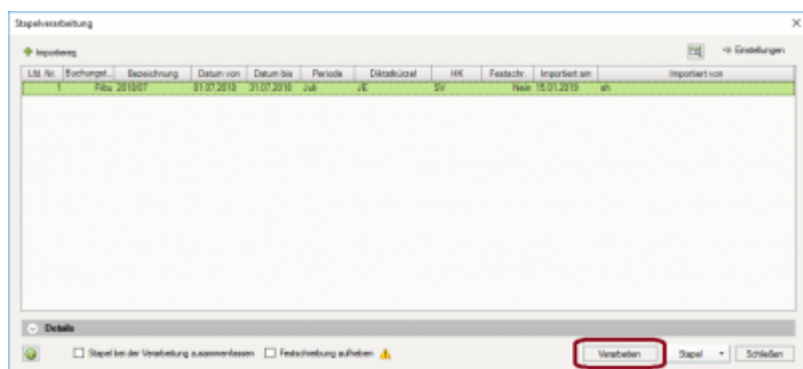 Stapelverarbeitung
Importieren
Einstellungen
Lfd. Nr. Buchungst... Bezeichnung Datum von Datum bis Periode Diktatkürzel HK Festschr. Importiert am Importiert von
1 Fibu 2018/07 01.07.2018 31.07.2018 Juli JE SV Nein 15.01.2019
Details
Stapel bei der Verarbeitung zusammenfassen Festschreibung aufheben
Verarbeiten Stapel Schließen